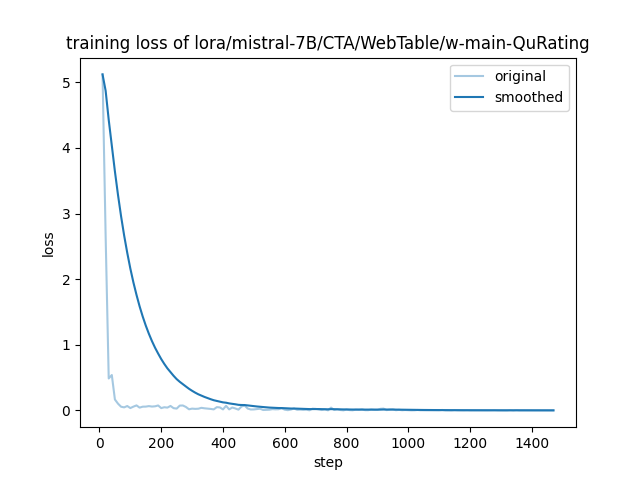 training loss of lora/mistral-7B/CTA/WebTable/w-main-QuRating
original
smoothed
5
4
3
2
1
0
loss
0 200 400 600 800 1000 1200 1400
step